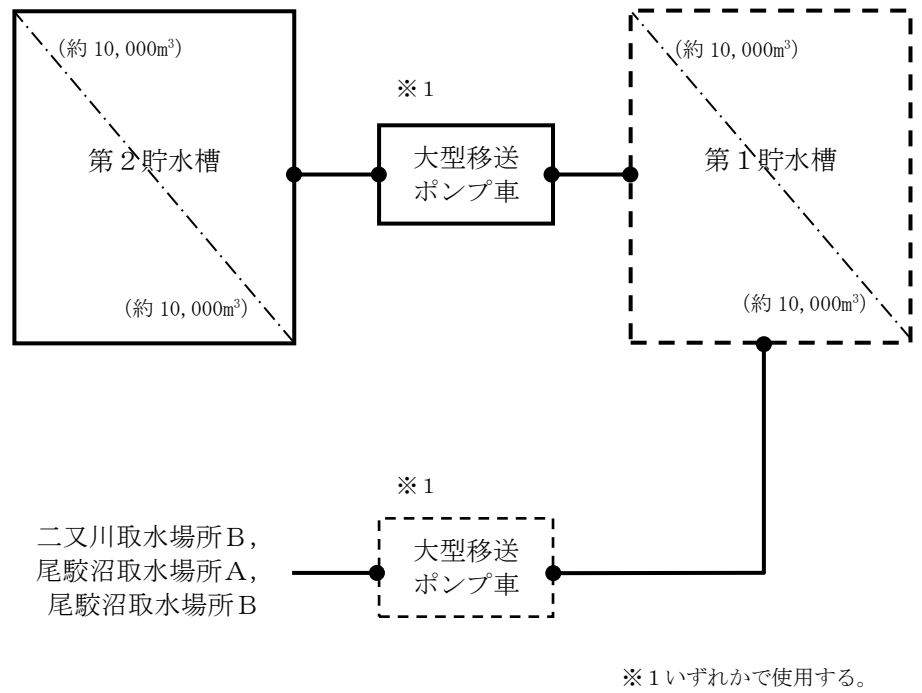 (約 10,000m³)
第２貯水槽
(約 10,000m³)
※１
大型移送
ポンプ車
(約 10,000m³)
第１貯水槽
(約 10,000m³)
※１
大型移送
ポンプ車
二又川取水場所Ｂ，
尾駮沼取水場所Ａ，
尾駮沼取水場所Ｂ
※１いずれかで使用する。